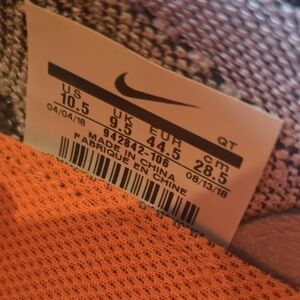 US UK EUR cm QT
10.5 9.5 44.5 28.5
04/04/18 942842-106 08/13/18
MADE IN CHINA
FABRIQUE EN CHINE